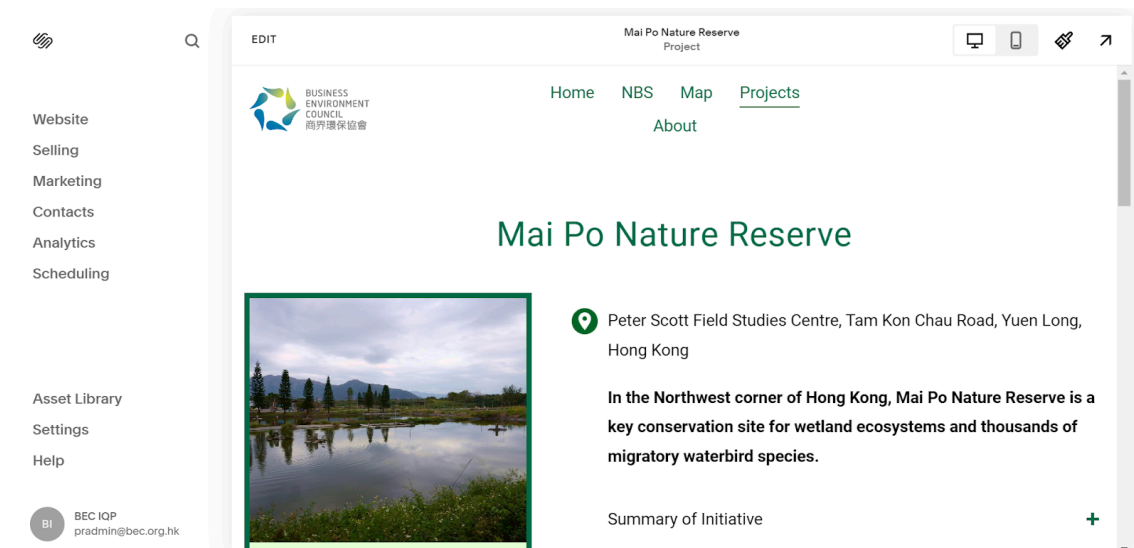 EDIT
Mai Po Nature Reserve
Project
BUSINESS
ENVIRONMENT
COUNCIL
商界環保協會
Home NBS Map Projects
About
Website
Selling
Marketing
Contacts
Analytics
Scheduling
Asset Library
Settings
Help
BI
BEC IQP
pradmin@bec.org.hk
Mai Po Nature Reserve
Peter Scott Field Studies Centre, Tam Kon Chau Road, Yuen Long,
Hong Kong
In the Northwest corner of Hong Kong, Mai Po Nature Reserve is a
key conservation site for wetland ecosystems and thousands of
migratory waterbird species.
Summary of Initiative +